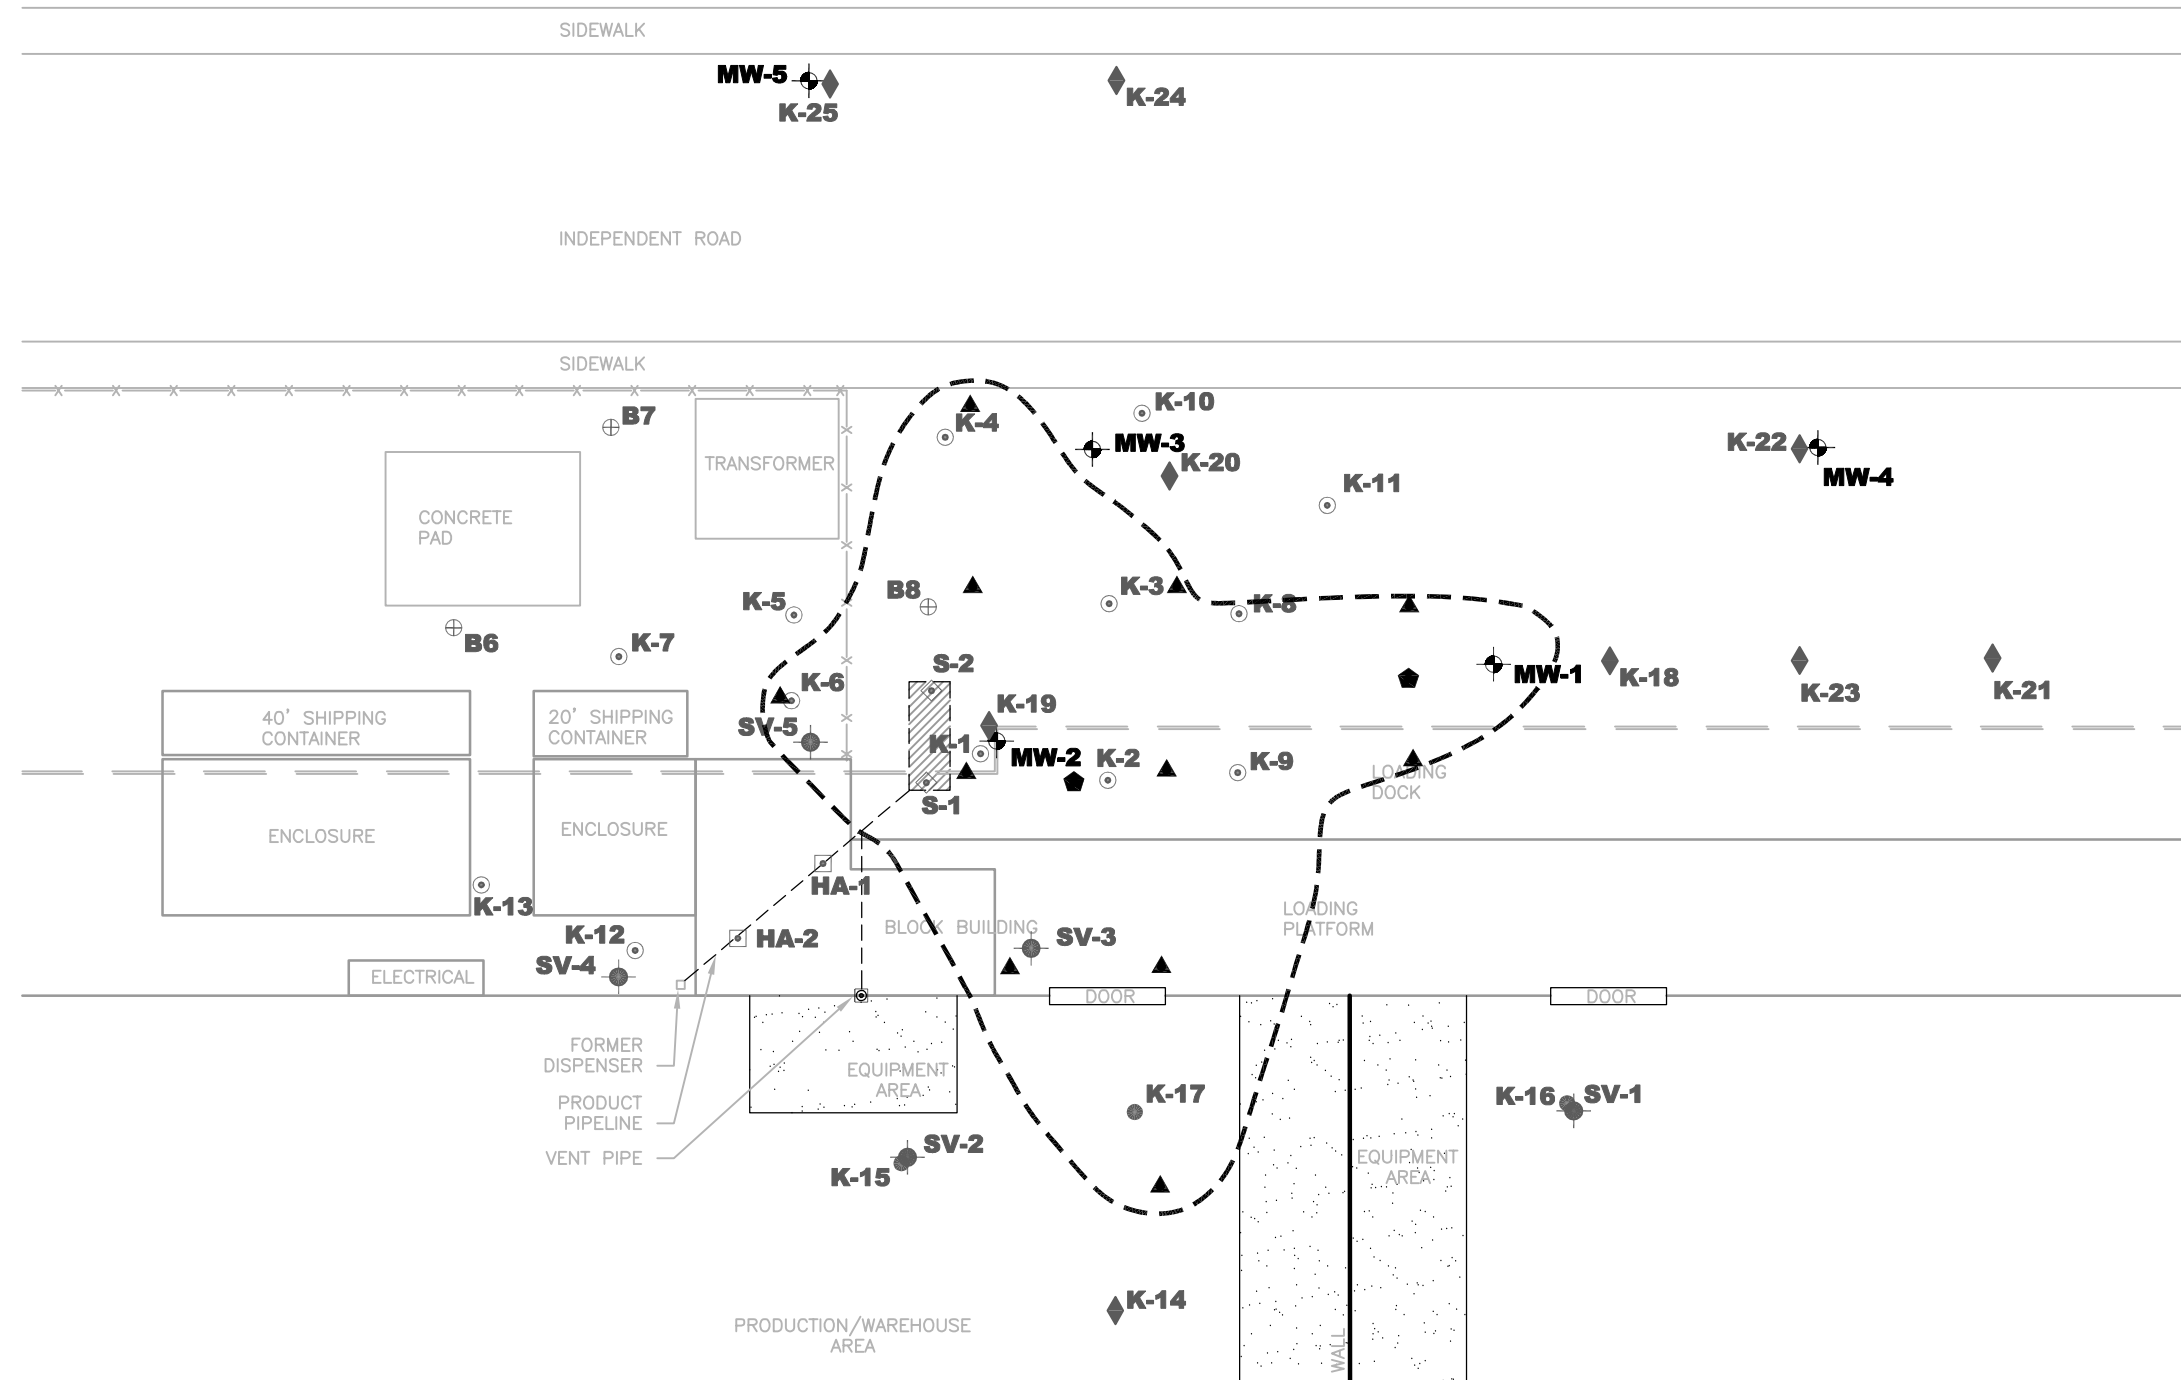 SIDEWALK
MW-5
K-25
K-24
INDEPENDENT ROAD
SIDEWALK
B7
TRANSFORMER
K-4
K-10
MW-3
K-20
K-11
K-22
MW-4
CONCRETE
PAD
B6
K-7
K-5
B8
K-3
K-8
K-6
SV-5
S-2
K-19
K-1
MW-2
K-2
K-9
S-1
MW-1
K-18
K-23
K-21
40' SHIPPING
CONTAINER
20' SHIPPING
CONTAINER
LOADING
DOCK
ENCLOSURE
ENCLOSURE
K-13
HA-1
HA-2
K-12
SV-4
ELECTRICAL
BLOCK BUILDING
SV-3
LOADING
PLATFORM
DOOR
DOOR
FORMER
DISPENSER
PRODUCT
PIPELINE
VENT PIPE
EQUIPMENT
AREA
K-17
SV-2
K-15
K-16
SV-1
EQUIPMENT
AREA
K-14
PRODUCTION/WAREHOUSE
AREA
WALL